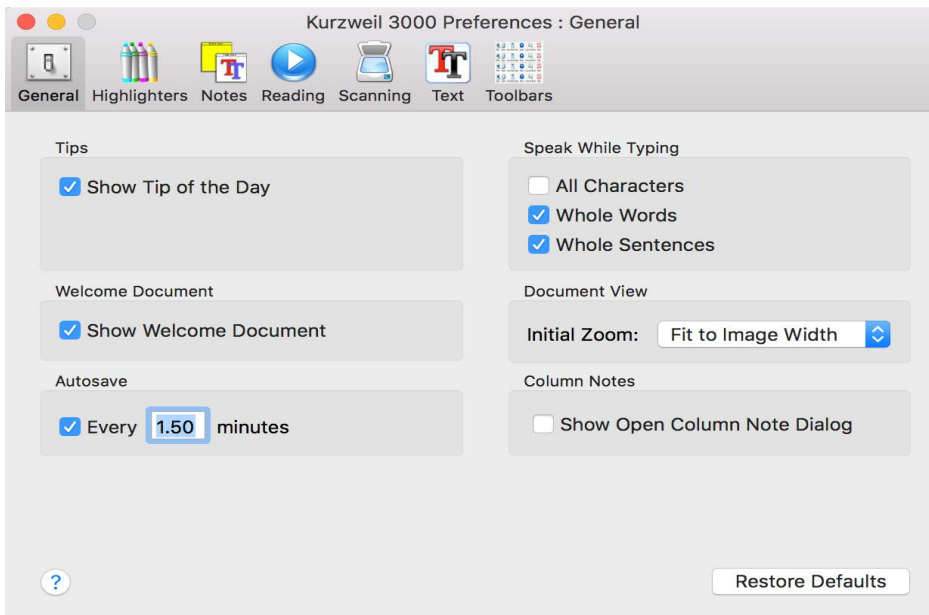 Kurzweil 3000 Preferences : General
General Highlighters Notes Reading Scanning Text Toolbars
Tips
Show Tip of the Day
Speak While Typing
All Characters
Whole Words
Whole Sentences
Welcome Document
Show Welcome Document
Document View
Initial Zoom: Fit to Image Width
Autosave
Every 1.50 minutes
Column Notes
Show Open Column Note Dialog
?
Restore Defaults